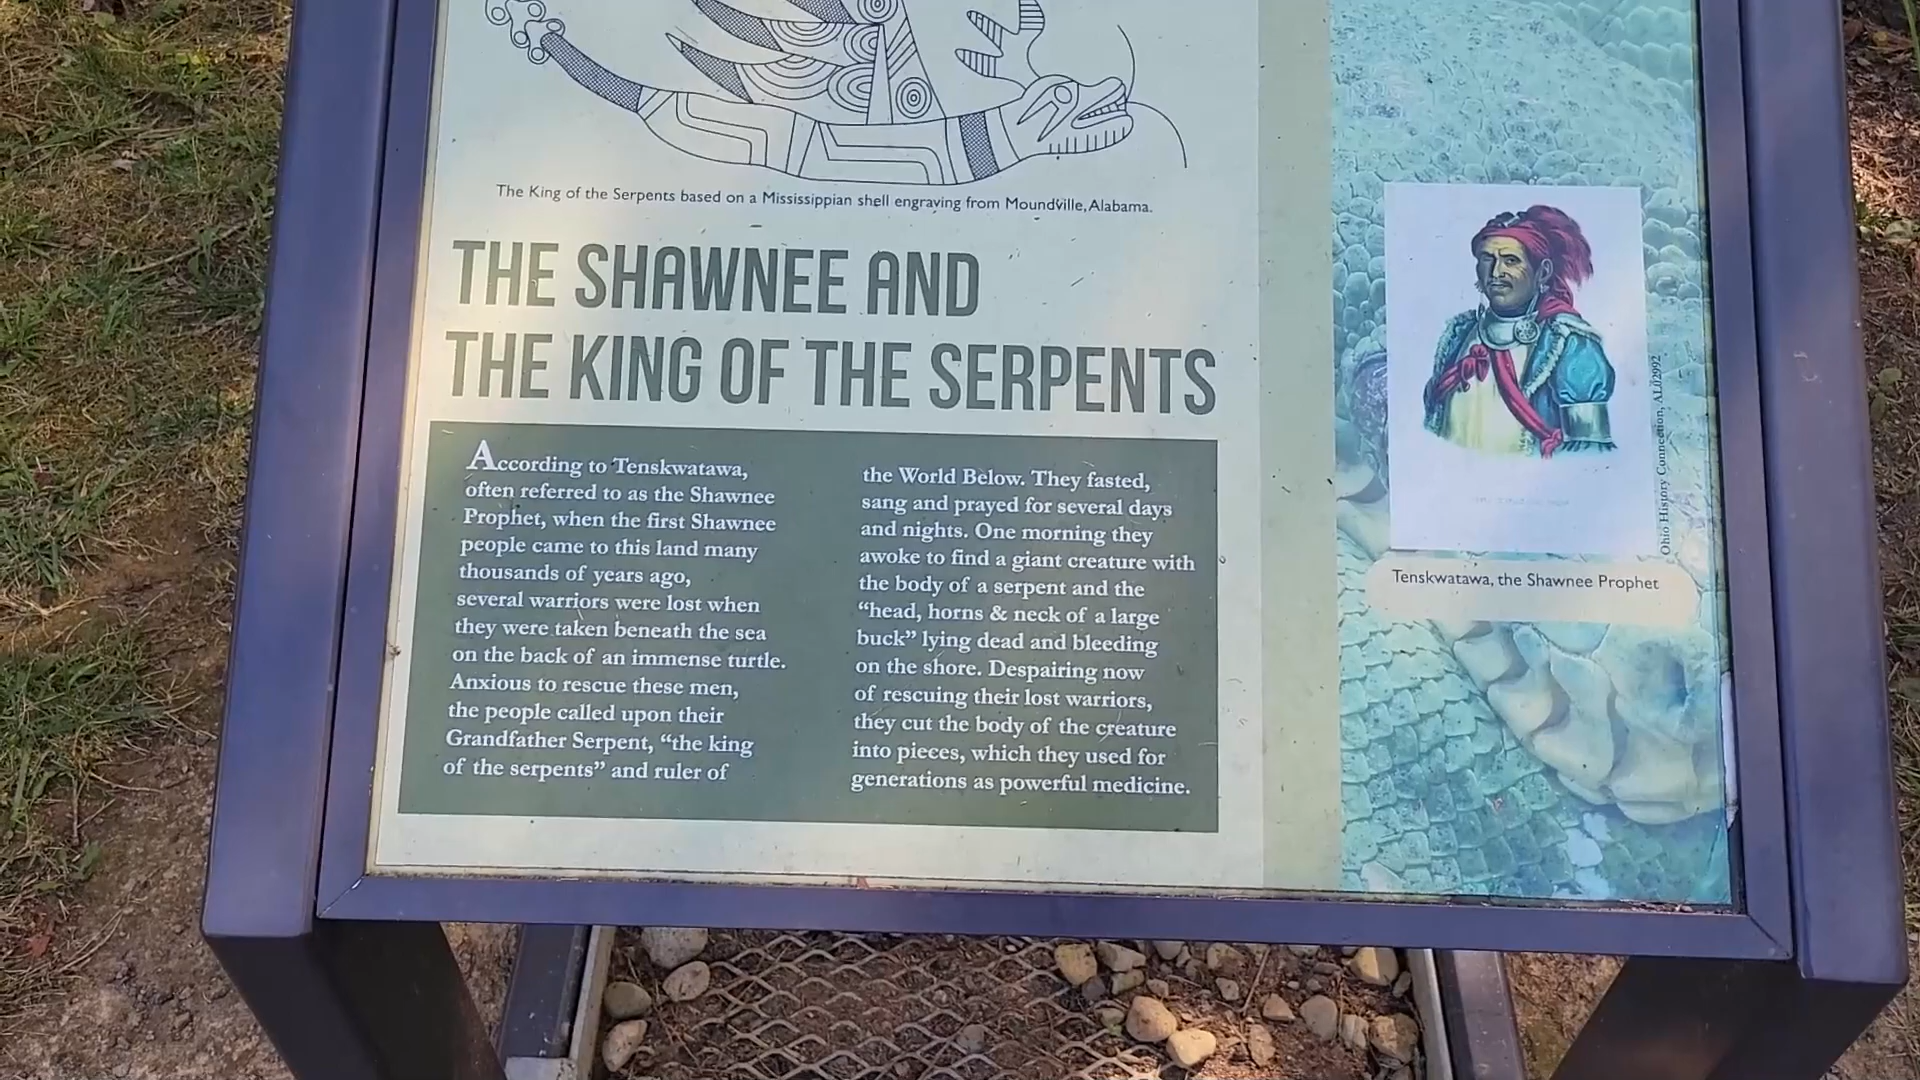 The King of the Serpents based on a Mississippian shell engraving from Moundville, Alabama.
THE SHAWNEE AND
THE KING OF THE SERPENTS
According to Tenskwatawa,
often referred to as the Shawnee
Prophet, when the first Shawnee
people came to this land many
thousands of years ago,
several warriors were lost when
they were taken beneath the sea
on the back of an immense turtle.
Anxious to rescue these men,
the people called upon their
Grandfather Serpent, “the king
of the serpents” and ruler of
the World Below. They fasted,
sang and prayed for several days
and nights. One morning they
awoke to find a giant creature with
the body of a serpent and the
“head, horns & neck of a large
buck” lying dead and bleeding
on the shore. Despairing now
of rescuing their lost warriors,
they cut the body of the creature
into pieces, which they used for
generations as powerful medicine.
Ohio History Connection, AL02992
Tenskwatawa, the Shawnee Prophet